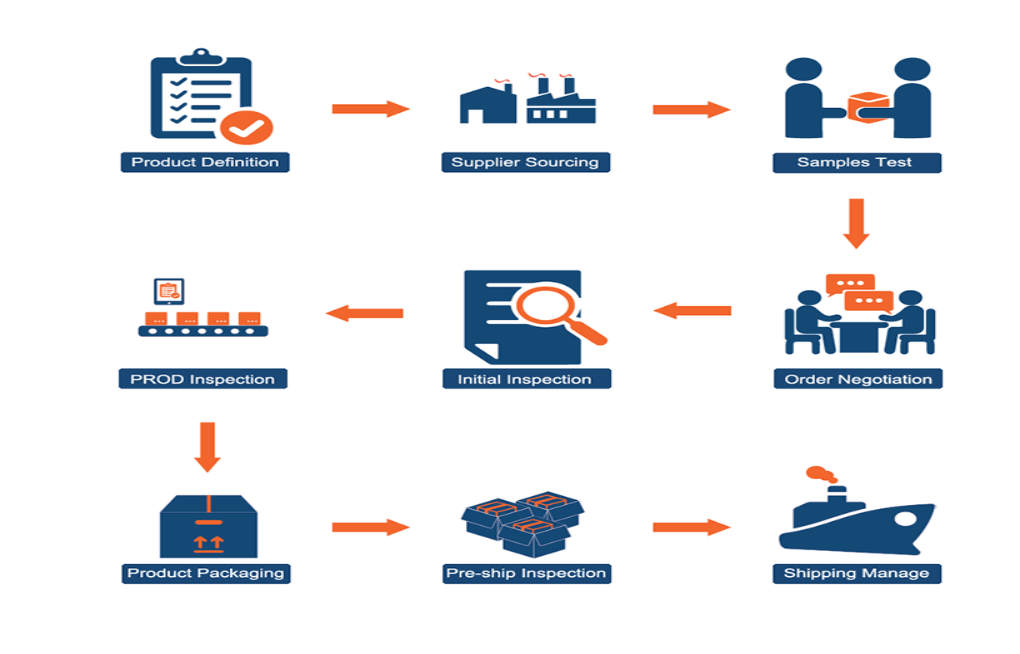 Product Definition
Supplier Sourcing
Samples Test
PROD Inspection
Initial Inspection
Order Negotiation
Product Packaging
Pre-ship Inspection
Shipping Manage